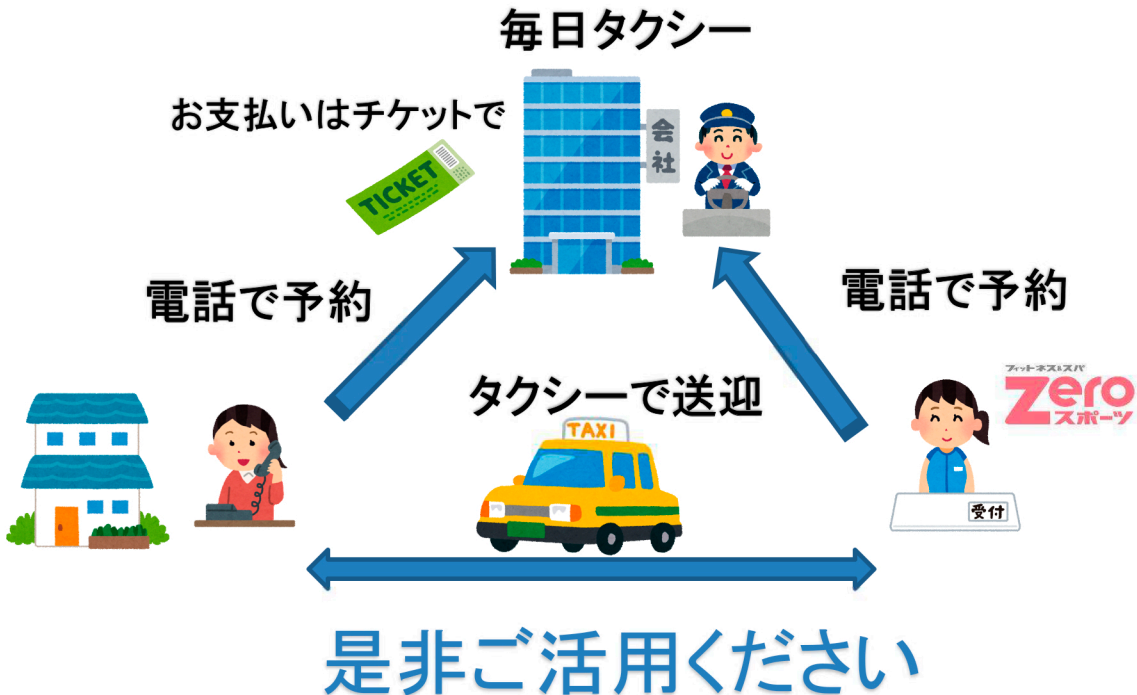 毎日タクシー
お支払いはチケットで
会社
TICKET
電話で予約
電話で予約
タクシーで送迎
TAXI
フィットネス&スパ
Zero
スポーツ
受付
是非ご活用ください